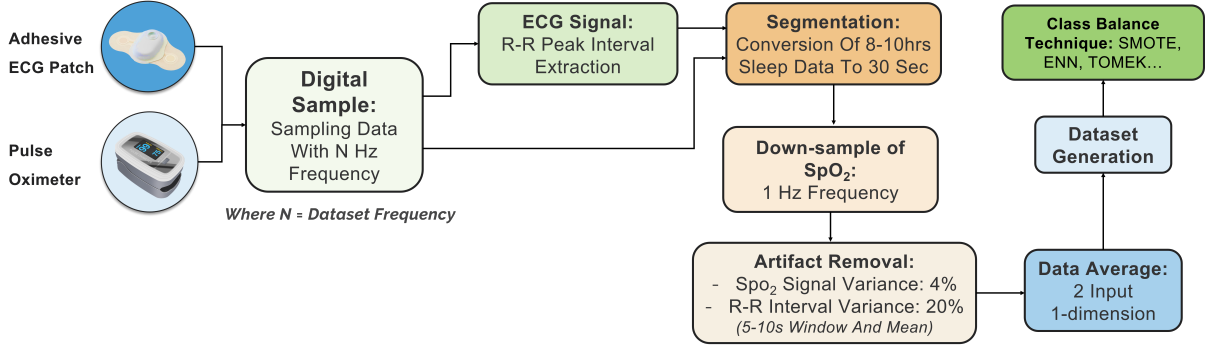 Adhesive
ECG Patch
Pulse
Oximeter
Digital
Sample:
Sampling Data
With N Hz
Frequency
Where N = Dataset Frequency
ECG Signal:
R-R Peak Interval
Extraction
Segmentation:
Conversion Of 8-10hrs
Sleep Data To 30 Sec
Down-sample of
SpO₂:
1 Hz Frequency
Artifact Removal:
- Spo₂ Signal Variance: 4%
- R-R Interval Variance: 20%
(5-10s Window And Mean)
Data Average:
2 Input
1-dimension
Dataset
Generation
Class Balance
Technique: SMOTE,
ENN, TOMEK...